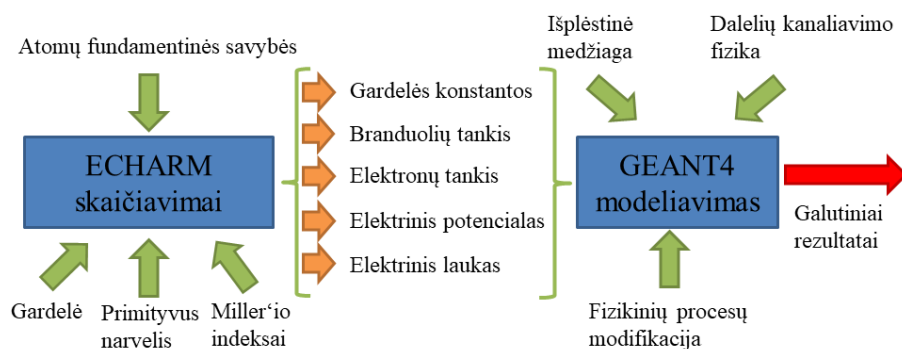 Atomų fundamentinės savybės
ECHARM
skaičiavimai
Gardelė
Primityvus
narvelis
Miller‘io
indeksai
Gardelės konstantos
Branduolių tankis
Elektronų tankis
Elektrinis potencialas
Elektrinis laukas
Išplėstinė
medžiaga
Dalelių kanaliavimo
fizika
GEANT4
modeliavimas
Galutiniai
rezultatai
Fizikinių procesų
modifikacija